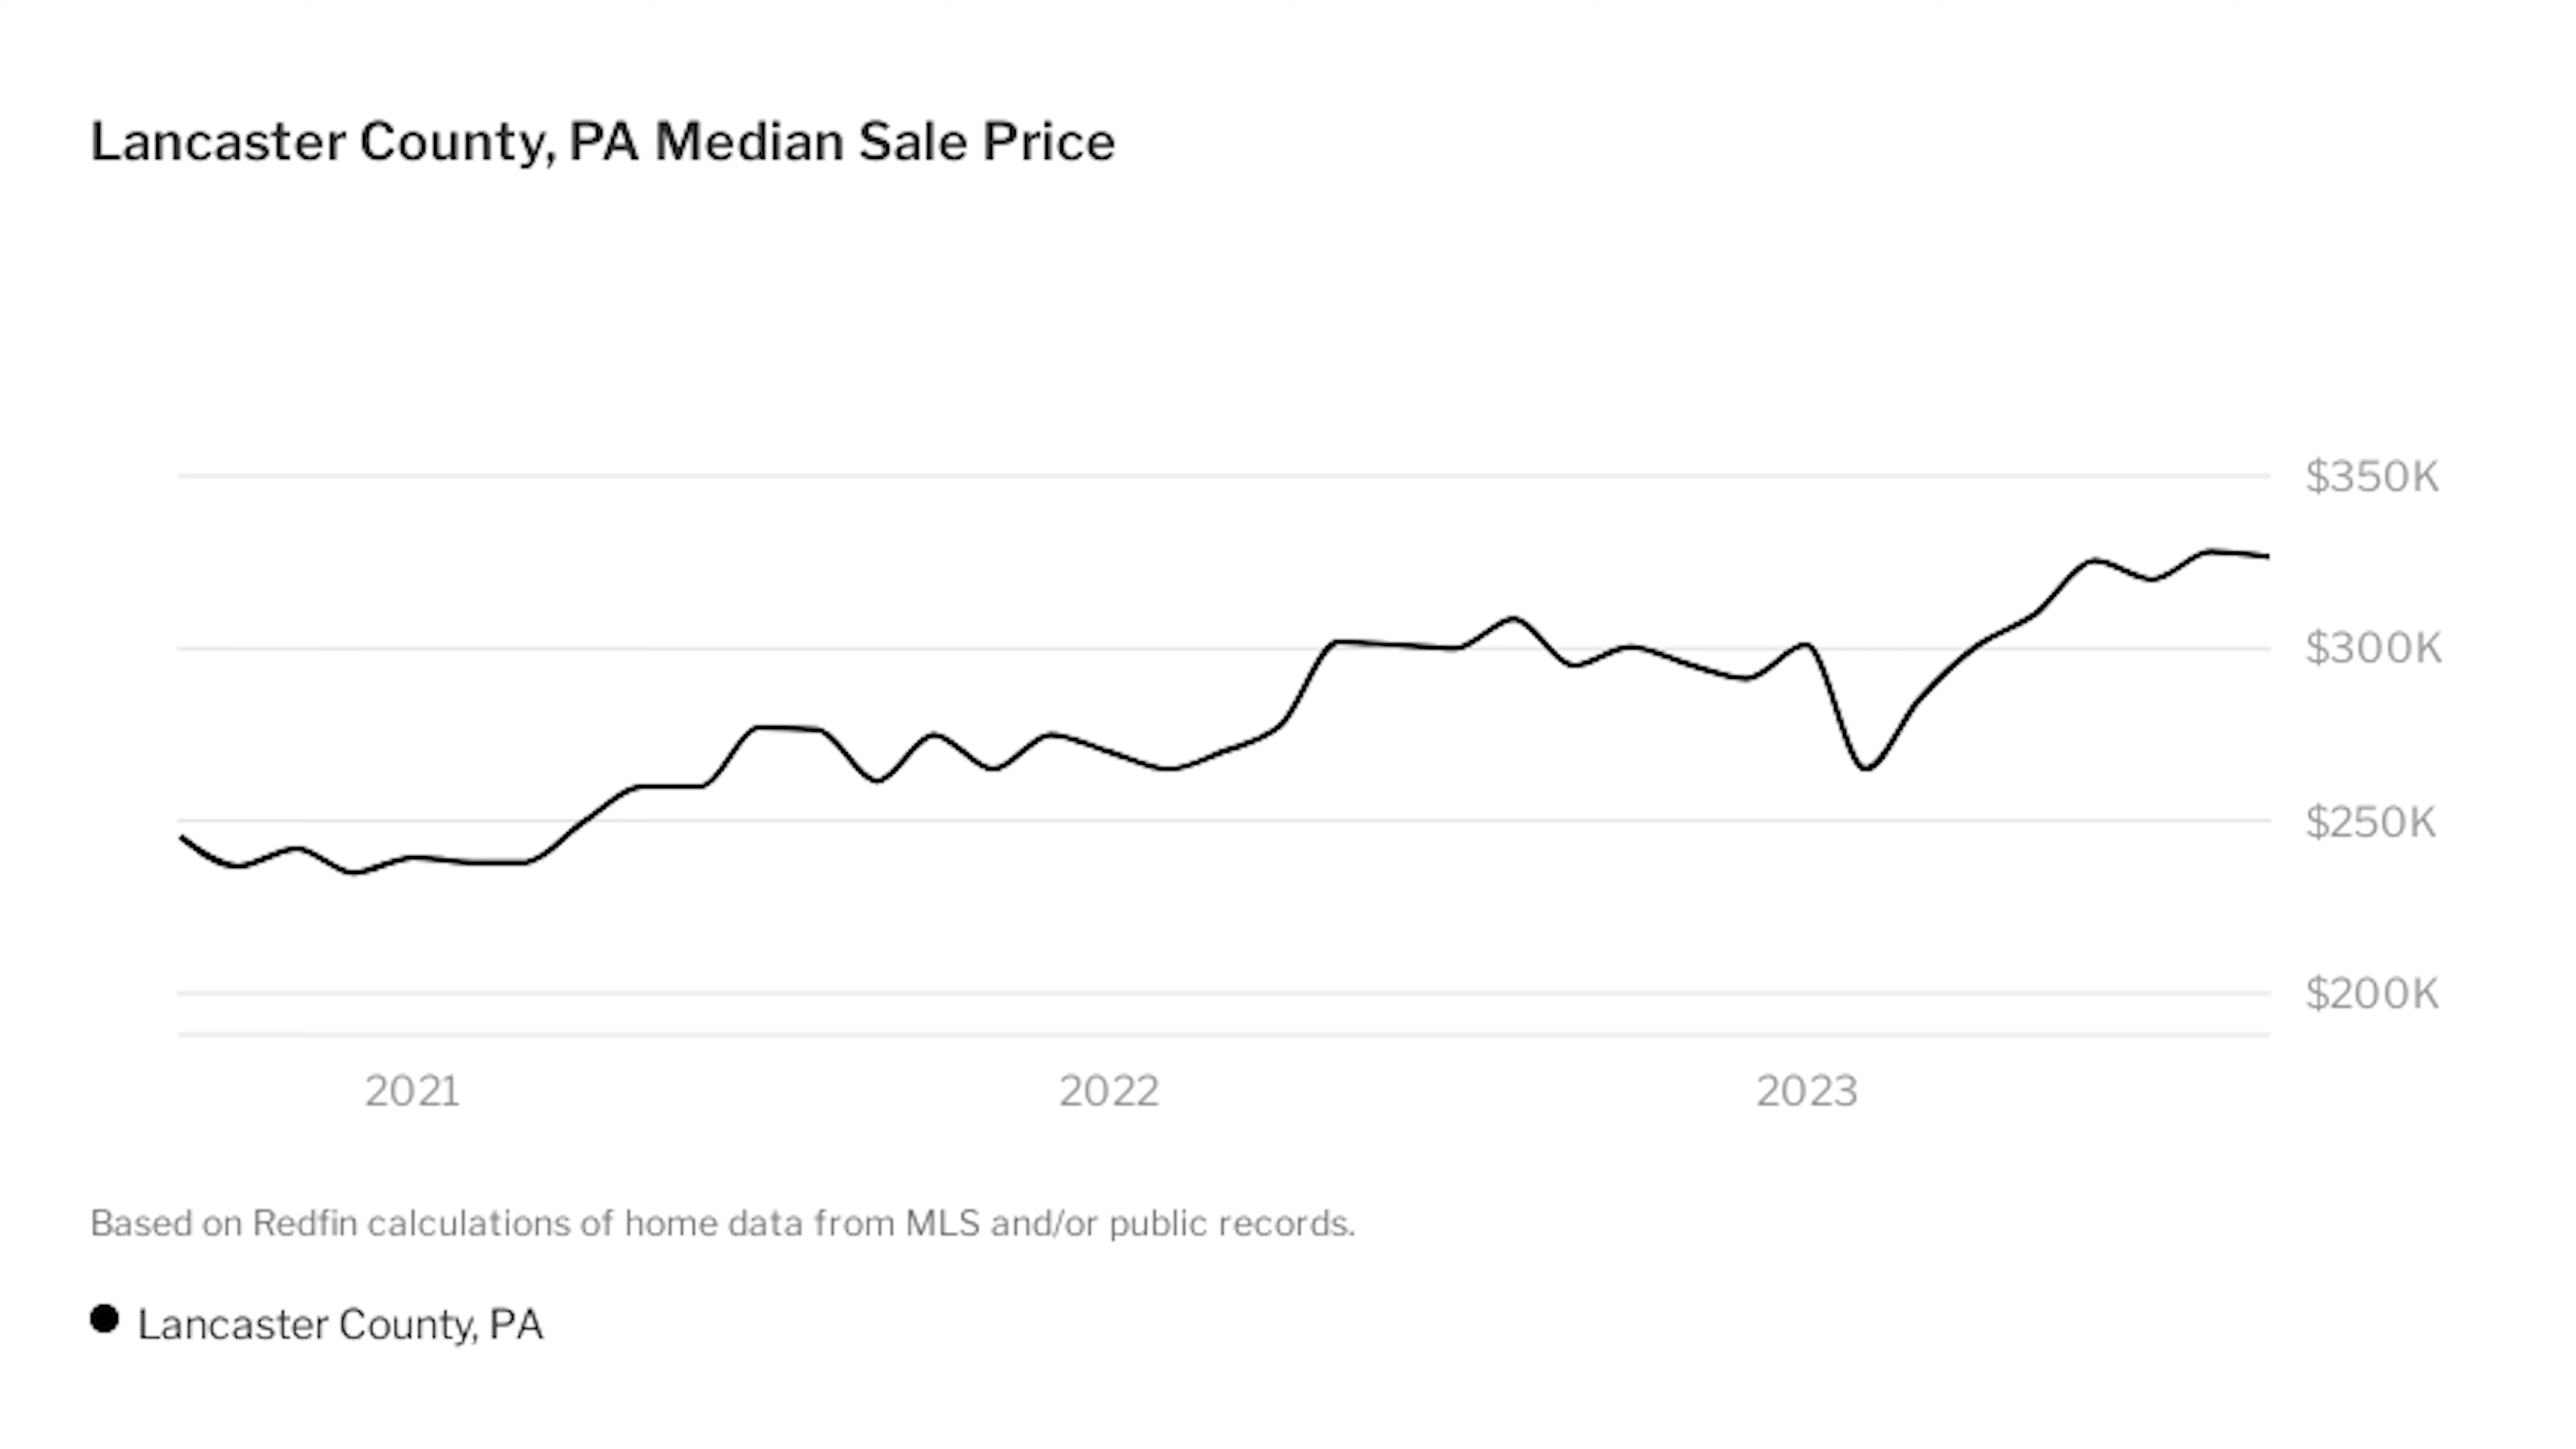 Lancaster County, PA Median Sale Price
$350K
$300K
$250K
$200K
2021 2022 2023
Based on Redfin calculations of home data from MLS and/or public records.
Lancaster County, PA